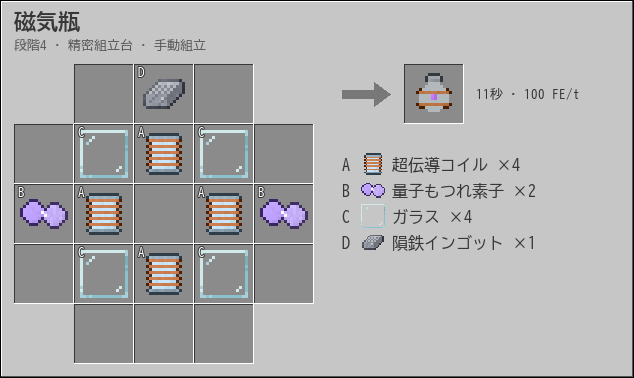 磁気瓶
段階4 · 精密組立台 · 手動組立
D
C A C
B A A B
C A C
11秒 · 100 FE/t
A 超伝導コイル ×4
B 量子もつれ素子 ×2
C ガラス ×4
D 隕鉄インゴット ×1